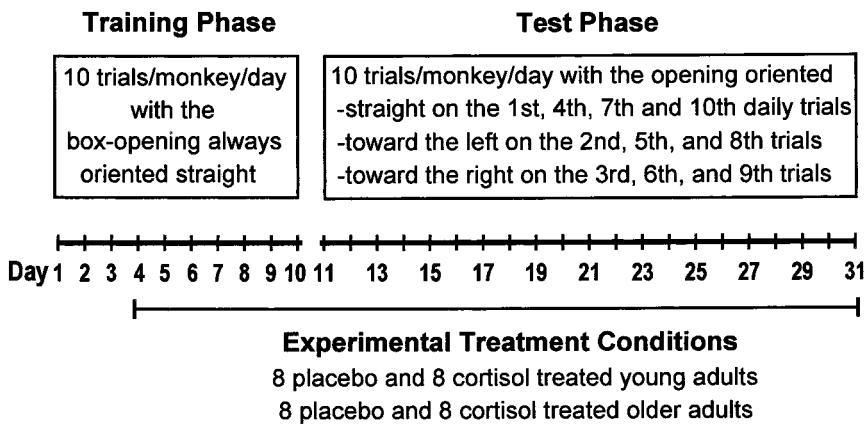 Training Phase
Test Phase
10 trials/monkey/day
with the
box-opening always
oriented straight
10 trials/monkey/day with the opening oriented
-straight on the 1st, 4th, 7th and 10th daily trials
-toward the left on the 2nd, 5th, and 8th trials
-toward the right on the 3rd, 6th, and 9th trials
Day 1 2 3 4 5 6 7 8 9 10 11 13 15 17 19 21 23 25 27 29 31
Experimental Treatment Conditions
8 placebo and 8 cortisol treated young adults
8 placebo and 8 cortisol treated older adults